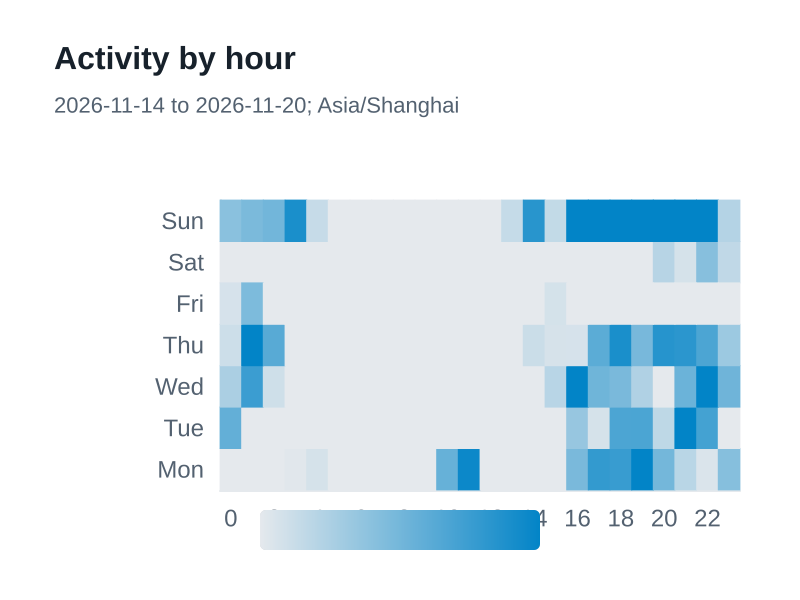 Activity by hour
2026-11-14 to 2026-11-20; Asia/Shanghai
Sun
Sat
Fri
Thu
Wed
Tue
Mon
0 16 18 20 22